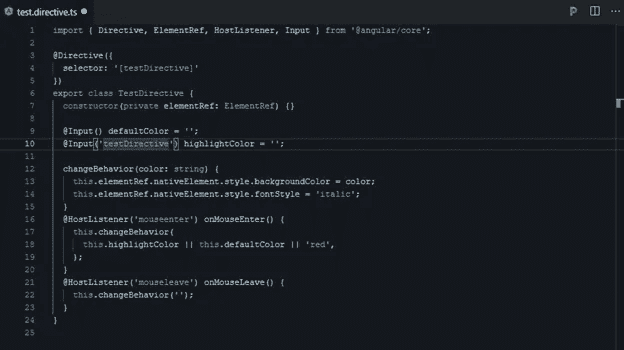 test.directive.ts
1 import { Directive, ElementRef, HostListener, Input } from '@angular/core';
2
3 @Directive({
4 selector: '[testDirective]'
5 })
6 export class TestDirective {
7 constructor(private elementRef: ElementRef) {}
8
9 @Input() defaultColor = '';
10 @Input('testDirective') highlightColor = '';
11
12 changeBehavior(color: string) {
13 this.elementRef.nativeElement.style.backgroundColor = color;
14 this.elementRef.nativeElement.style.fontStyle = 'italic';
15 }
16 @HostListener('mouseenter') onMouseEnter() {
17 this.changeBehavior(
18 this.highlightColor || this.defaultColor || 'red',
19 );
20 }
21 @HostListener('mouseleave') onMouseLeave() {
22 this.changeBehavior('');
23 }
24 }
25